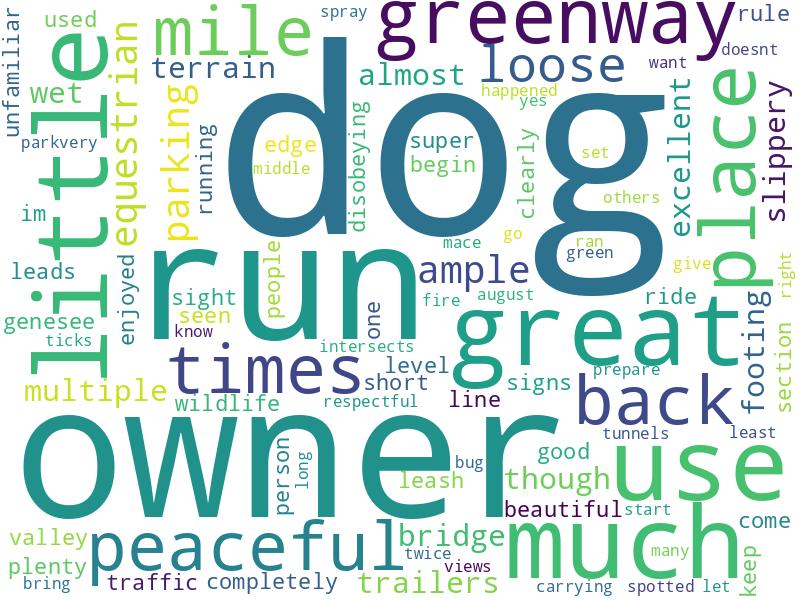 spray
greenway
rule
used
mile
unfamiliar
little
dog
loose
doesnt
terrain
almost
want
wet
equestrian
parking
happened
yes
excellent
place
slippery
running
edge
disobeying
super
clearly
parkvery
middle
begin
set
others
im
mace
go
ran
green
run
leads
people
ample
give
right
sight
fire
august
ride
enjoyed
seen
one
great
footing
genesee
know
section
ticks
intersects
times
level
prepare
multiple
short
signs
back
wildlife
respectful
line
owner
tunnels
least
person
long
bug
good
use
leash
though
beautiful
start
much
come
valley
peaceful
bridge
twice
many
keep
plenty
views
bring
traffic
completely
trailers
carrying
spotted
let